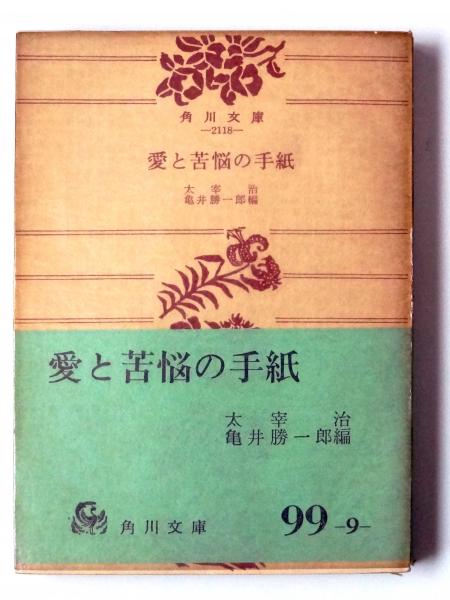 角川文庫
—2118—
愛と苦悩の手紙
太宰治
亀井勝一郎編
愛と苦悩の手紙
太宰治
亀井勝一郎編
角川文庫
99-9-